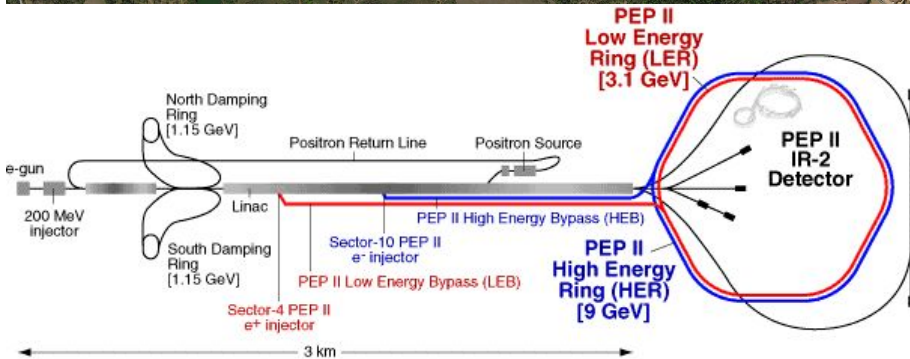 PEP II
Low Energy
Ring (LER)
[3.1 GeV]
North Damping
Ring
[1.15 GeV]
Positron Return Line
Positron Source
e-gun
PEP II
IR-2
Detector
200 MeV
injector
Linac
PEP II High Energy Bypass (HEB)
South Damping
Ring
[1.15 GeV]
Sector-10 PEP II
e- injector
PEP II Low Energy Bypass (LEB)
PEP II
High Energy
Ring (HER)
[9 GeV]
Sector-4 PEP II
e+ injector
3 km